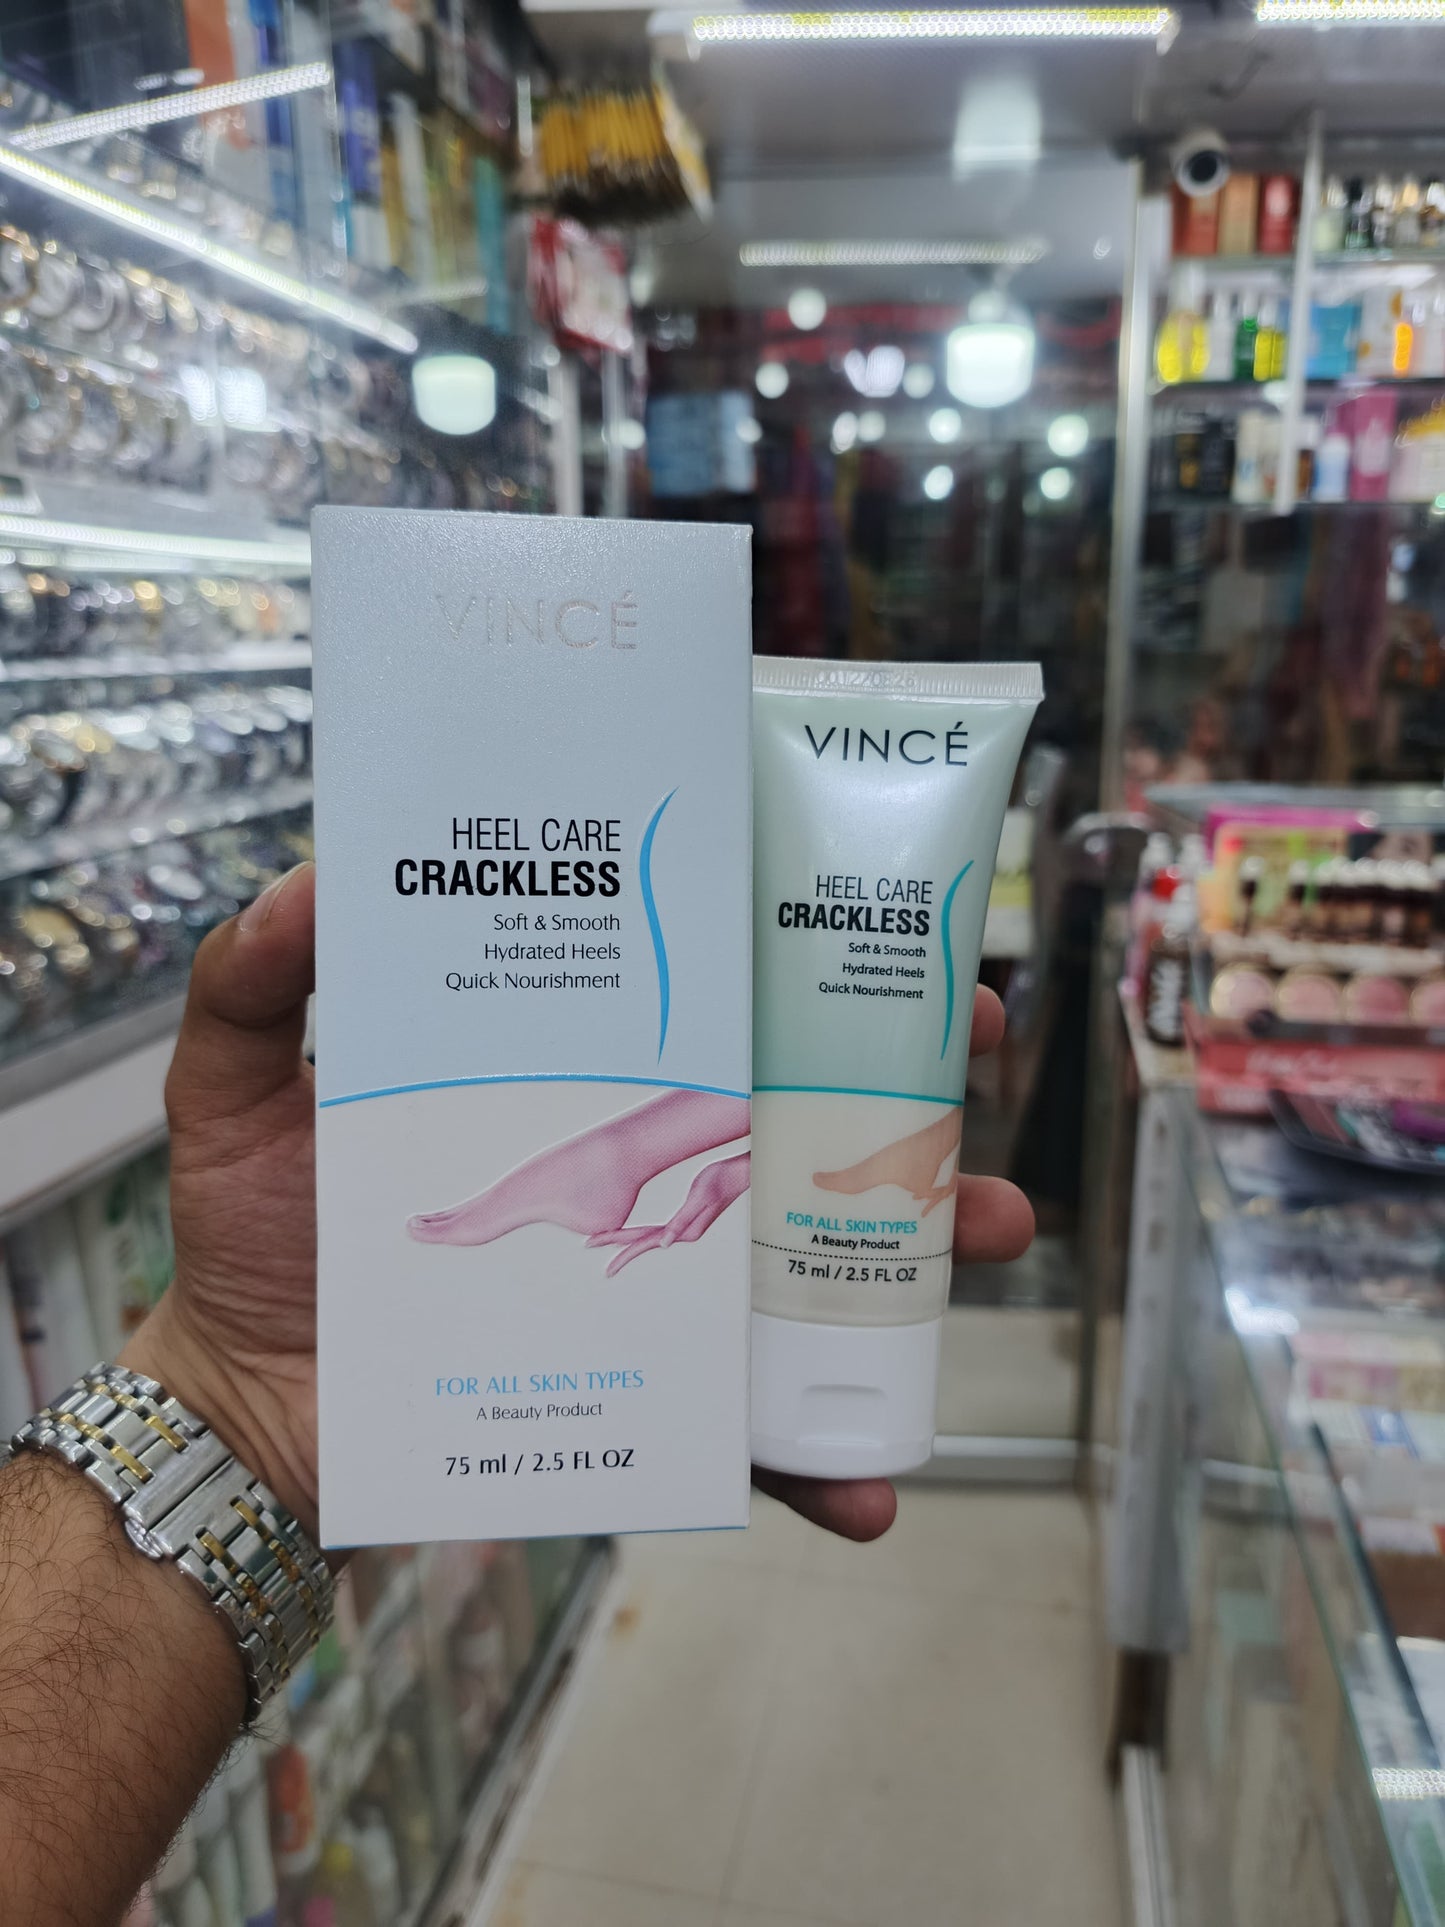 VINCÉ
HEEL CARE
CRACKLESS
Soft & Smooth
Hydrated Heels
Quick Nourishment
FOR ALL SKIN TYPES
A Beauty Product
75 ml / 2.5 FL OZ
VINCÉ
HEEL CARE
CRACKLESS
Soft & Smooth
Hydrated Heels
Quick Nourishment
FOR ALL SKIN TYPES
A Beauty Product
75 ml / 2.5 FL OZ